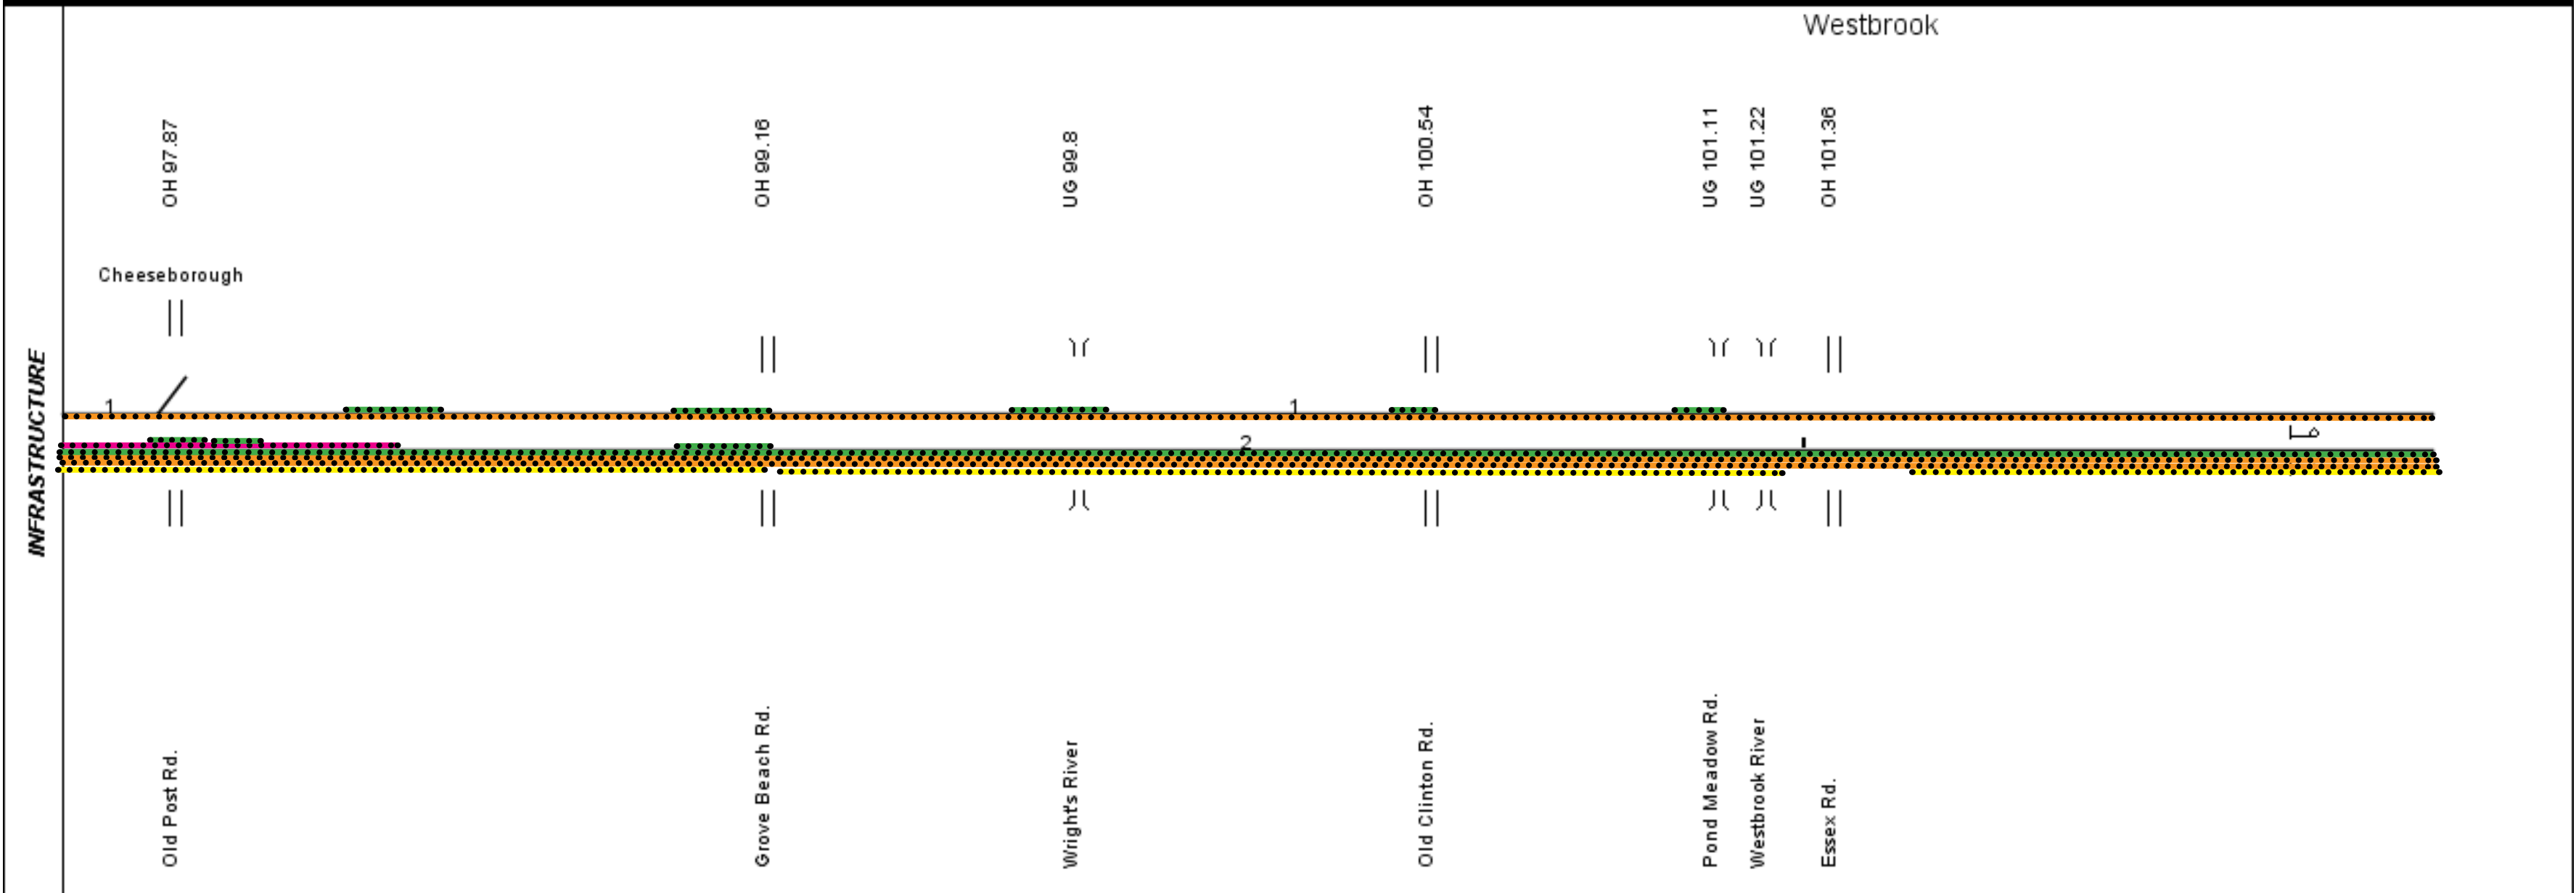 Westbrook
OH 97.87
OH 99.16
UG 99.8
OH 100.54
UG 101.11
UG 101.22
OH 101.36
Cheeseborough
INFRASTRUCTURE
1
1
2
Old Post Rd.
Grove Beach Rd.
Wright's River
Old Clinton Rd.
Pond Meadow Rd.
Westbrook River
Essex Rd.